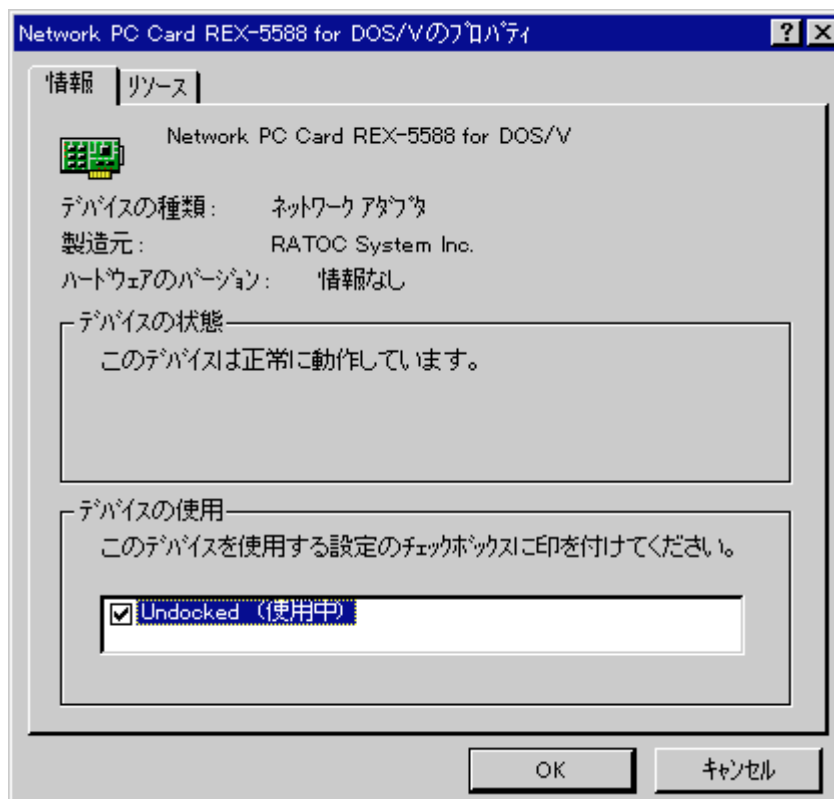 Network PC Card REX-5588 for DOS/Vのﾌﾟﾛﾊﾟﾃｨ
情報 ﾘｿｰｽ
Network PC Card REX-5588 for DOS/V
ﾃﾞﾊﾞｲｽの種類： ﾈｯﾄﾜｰｸ ｱﾀﾞﾌﾟﾀ
製造元： RATOC System Inc.
ﾊｰﾄﾞｳｪｱのﾊﾞｰｼﾞｮﾝ： 情報なし
ﾃﾞﾊﾞｲｽの状態
このﾃﾞﾊﾞｲｽは正常に動作しています。
ﾃﾞﾊﾞｲｽの使用
このﾃﾞﾊﾞｲｽを使用する設定のﾁｪｯｸﾎﾞｯｸｽに印を付けてください。
Undocked （使用中）
OK ｷｬﾝｾﾙ